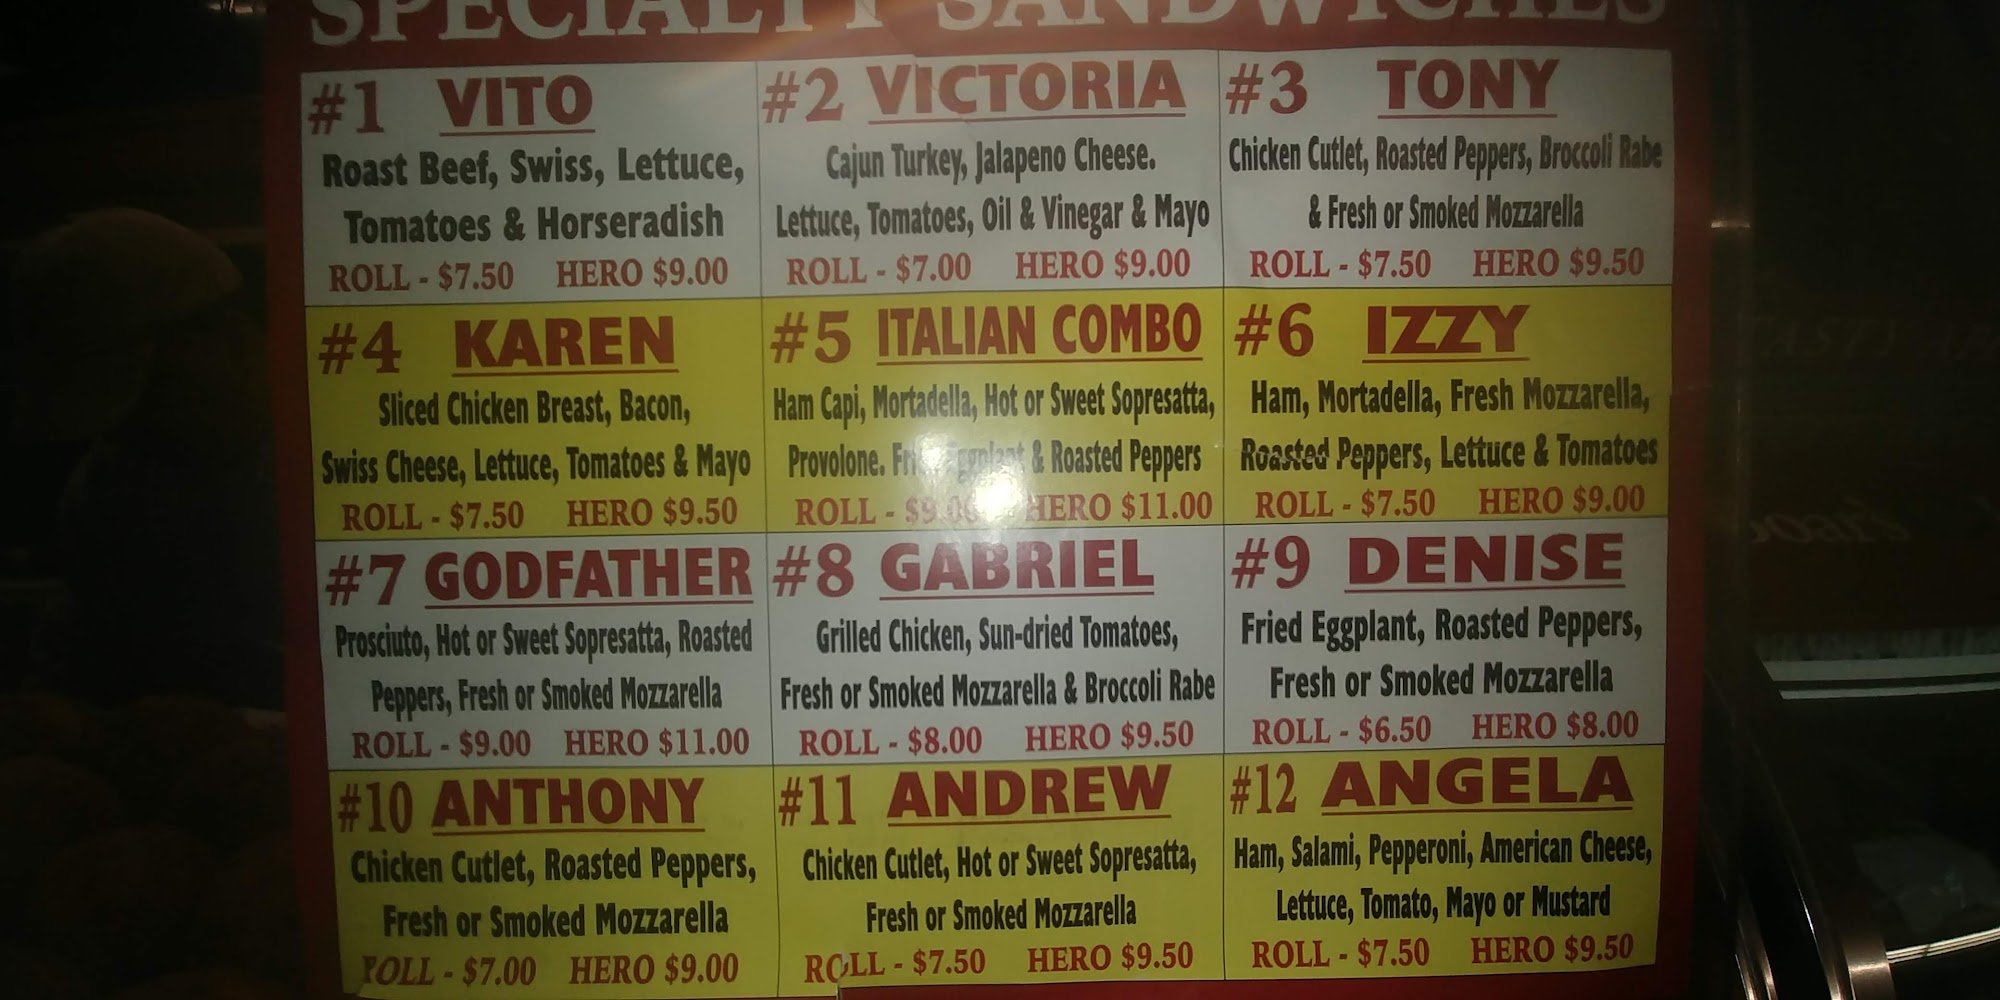 SPECIALTY SANDWICHES
#1 VITO
Roast Beef, Swiss, Lettuce,
Tomatoes & Horseradish
ROLL - $7.50 HERO $9.00
#2 VICTORIA
Cajun Turkey, Jalapeno Cheese.
Lettuce, Tomatoes, Oil & Vinegar & Mayo
ROLL - $7.00 HERO $9.00
#3 TONY
Chicken Cutlet, Roasted Peppers, Broccoli Rabe
& Fresh or Smoked Mozzarella
ROLL - $7.50 HERO $9.50
#4 KAREN
Sliced Chicken Breast, Bacon,
Swiss Cheese, Lettuce, Tomatoes & Mayo
ROLL - $7.50 HERO $9.50
#5 ITALIAN COMBO
Ham Capi, Mortadella, Hot or Sweet Sopresatta,
Provolone. Eggplant & Roasted Peppers
ROLL - HERO $11.00
#6 IZZY
Ham, Mortadella, Fresh Mozzarella,
Roasted Peppers, Lettuce & Tomatoes
ROLL - $7.50 HERO $9.00
#7 GODFATHER
Prosciuto, Hot or Sweet Sopresatta, Roasted
Peppers, Fresh or Smoked Mozzarella
ROLL - $9.00 HERO $11.00
#8 GABRIEL
Grilled Chicken, Sun-dried Tomatoes,
Fresh or Smoked Mozzarella & Broccoli Rabe
ROLL - $8.00 HERO $9.50
#9 DENISE
Fried Eggplant, Roasted Peppers,
Fresh or Smoked Mozzarella
ROLL - $6.50 HERO $8.00
#10 ANTHONY
Chicken Cutlet, Roasted Peppers,
Fresh or Smoked Mozzarella
ROLL - $7.00 HERO $9.00
#11 ANDREW
Chicken Cutlet, Hot or Sweet Sopresatta,
Fresh or Smoked Mozzarella
ROLL - $7.50 HERO $9.50
#12 ANGELA
Ham, Salami, Pepperoni, American Cheese,
Lettuce, Tomato, Mayo or Mustard
ROLL - $7.50 HERO $9.50